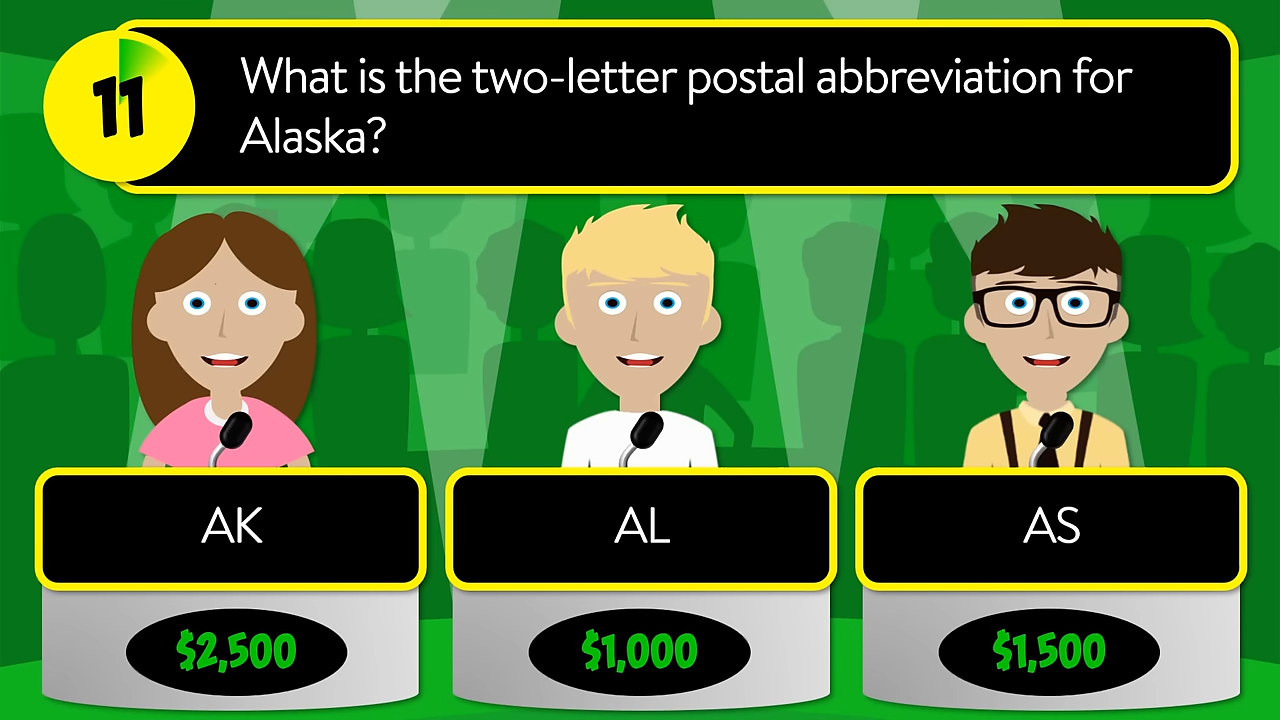 11
What is the two-letter postal abbreviation for
Alaska?
AK
AL
AS
$2,500
$1,000
$1,500